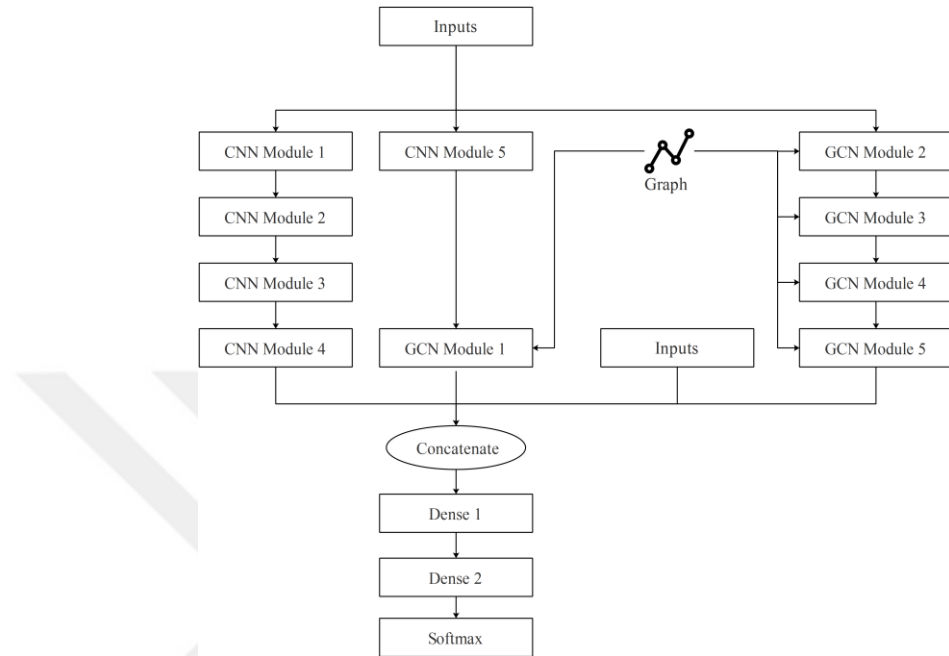 Inputs
CNN Module 1
CNN Module 5
GCN Module 2
Graph
CNN Module 2
GCN Module 3
CNN Module 3
GCN Module 4
CNN Module 4
GCN Module 1
Inputs
GCN Module 5
Concatenate
Dense 1
Dense 2
Softmax